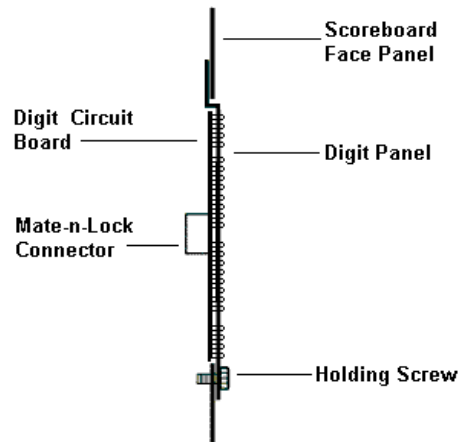 Scoreboard
Face Panel
Digit Circuit
Board
Digit Panel
Mate-n-Lock
Connector
Holding Screw